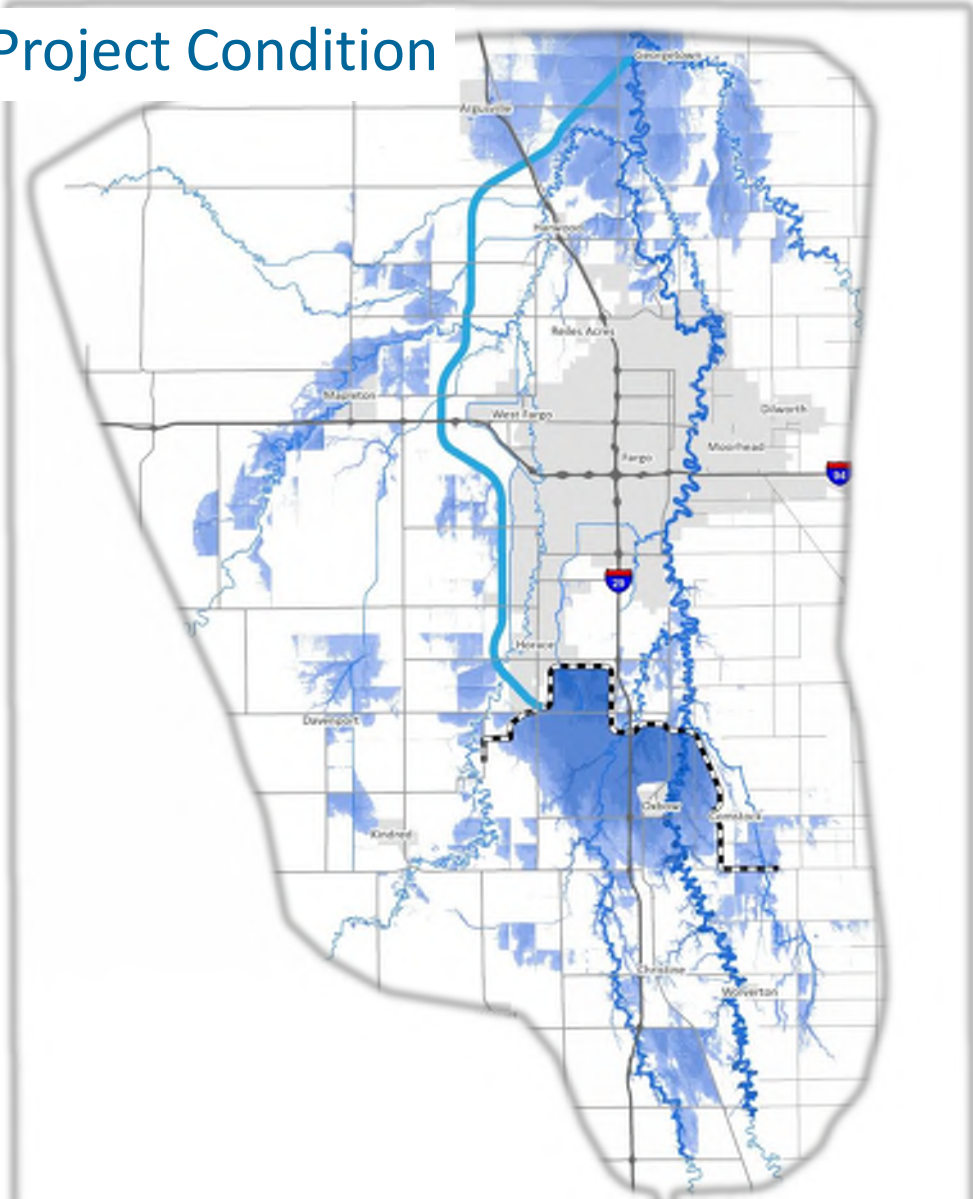 Project Condition
Georgetown
Argusville
Harwood
Reiles Acres
Mapleton
West Fargo
Dilworth
Moorhead
Fargo
94
29
Horace
Davenport
Oxbow
Comstock
Kindred
Christine
Wolverton